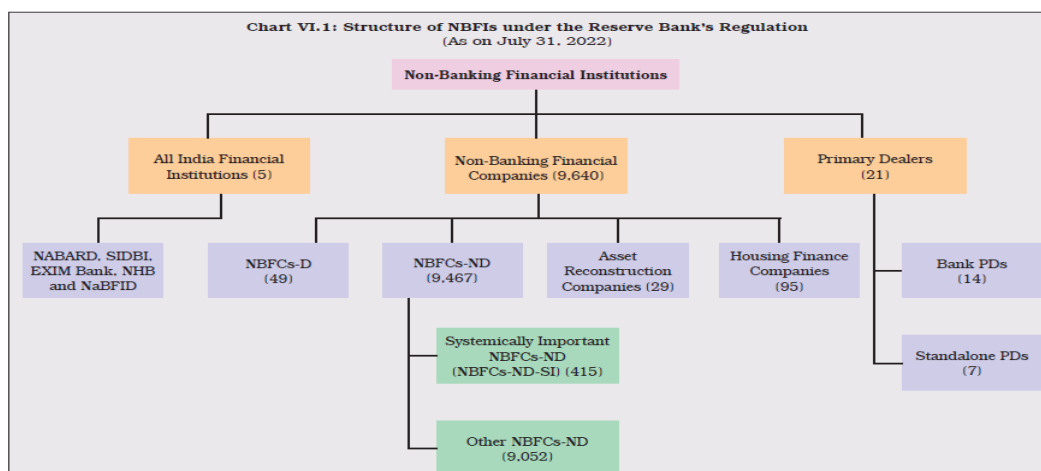 Chart VI.1: Structure of NBFIs under the Reserve Bank's Regulation
(As on July 31, 2022)
Non-Banking Financial Institutions
All India Financial
Institutions (5)
Non-Banking Financial
Companies (9,640)
Primary Dealers
(21)
NABARD, SIDBI,
EXIM Bank, NHB
and NaBFID
NBFCs-D
(49)
NBFCs-ND
(9,467)
Asset
Reconstruction
Companies (29)
Housing Finance
Companies
(95)
Bank PDs
(14)
Systemically Important
NBFCs-ND
(NBFCs-ND-SI) (415)
Standalone PDs
(7)
Other NBFCs-ND
(9,052)